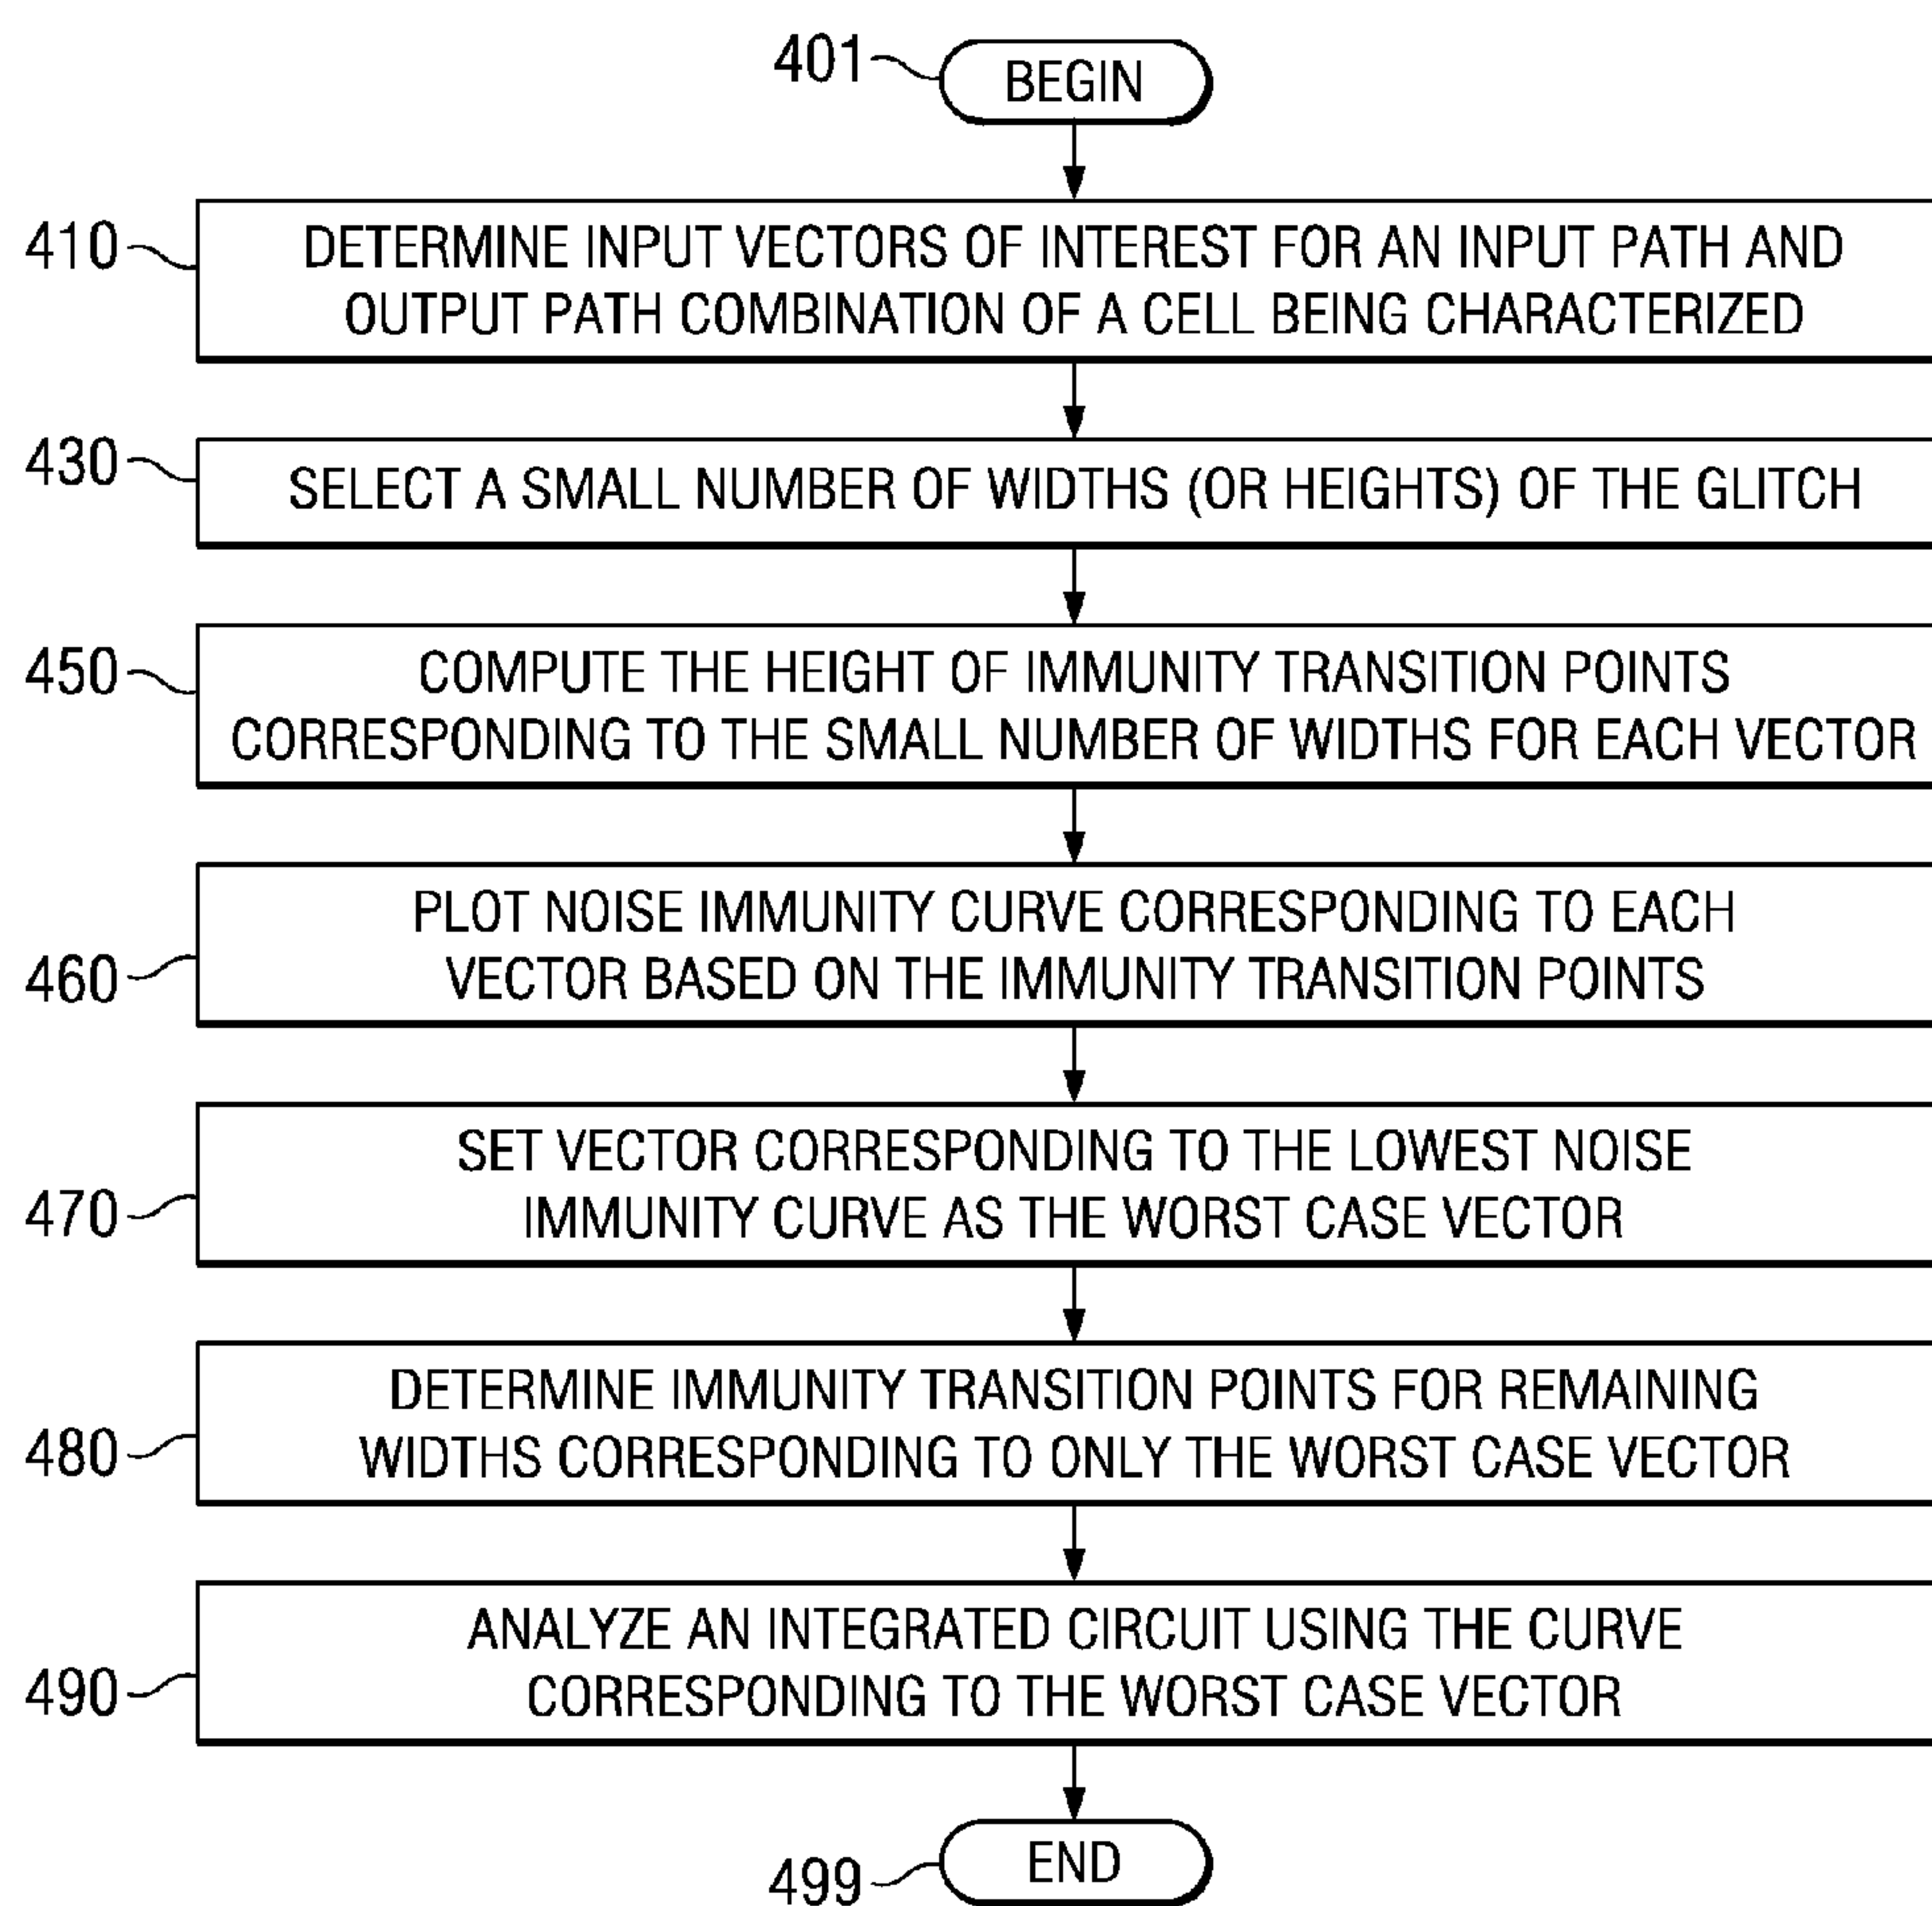 401
BEGIN
410
DETERMINE INPUT VECTORS OF INTEREST FOR AN INPUT PATH AND
OUTPUT PATH COMBINATION OF A CELL BEING CHARACTERIZED
430
SELECT A SMALL NUMBER OF WIDTHS (OR HEIGHTS) OF THE GLITCH
450
COMPUTE THE HEIGHT OF IMMUNITY TRANSITION POINTS
CORRESPONDING TO THE SMALL NUMBER OF WIDTHS FOR EACH VECTOR
460
PLOT NOISE IMMUNITY CURVE CORRESPONDING TO EACH
VECTOR BASED ON THE IMMUNITY TRANSITION POINTS
470
SET VECTOR CORRESPONDING TO THE LOWEST NOISE
IMMUNITY CURVE AS THE WORST CASE VECTOR
480
DETERMINE IMMUNITY TRANSITION POINTS FOR REMAINING
WIDTHS CORRESPONDING TO ONLY THE WORST CASE VECTOR
490
ANALYZE AN INTEGRATED CIRCUIT USING THE CURVE
CORRESPONDING TO THE WORST CASE VECTOR
499
END